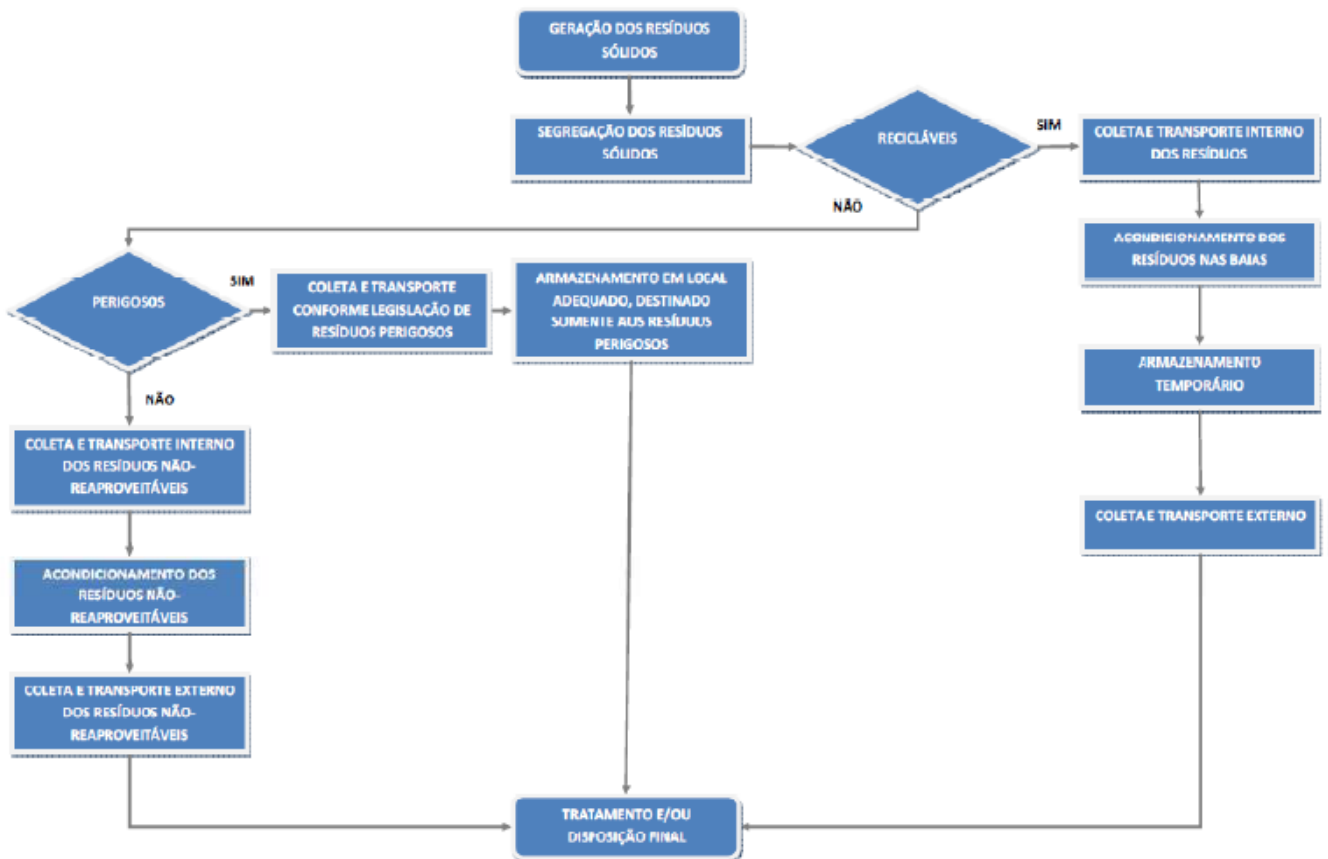 GERAÇÃO DOS RESÍDUOS
SÓLIDOS
SEGREGAÇÃO DOS RESÍDUOS
SÓLIDOS
RECICLÁVEIS
SIM
COLETA E TRANSPORTE INTERNO
DOS RESÍDUOS
NÃO
ACONDICIONAMENTO DOS
RESÍDUOS NAS BAIAS
PERIGOSOS
SIM
COLETA E TRANSPORTE
CONFORME LEGISLAÇÃO DE
RESÍDUOS PERIGOSOS
ARMAZENAMENTO EM LOCAL
ADEQUADO, DESTINADO
SOMENTE AOS RESÍDUOS
PERIGOSOS
ARMAZENAMENTO
TEMPORÁRIO
NÃO
COLETA E TRANSPORTE INTERNO
DOS RESÍDUOS NÃO-
REAPROVEITÁVEIS
COLETA E TRANSPORTE EXTERNO
ACONDICIONAMENTO DOS
RESÍDUOS NÃO-
REAPROVEITÁVEIS
COLETA E TRANSPORTE EXTERNO
DOS RESÍDUOS NÃO-
REAPROVEITÁVEIS
TRATAMENTO E/OU
DISPOSIÇÃO FINAL